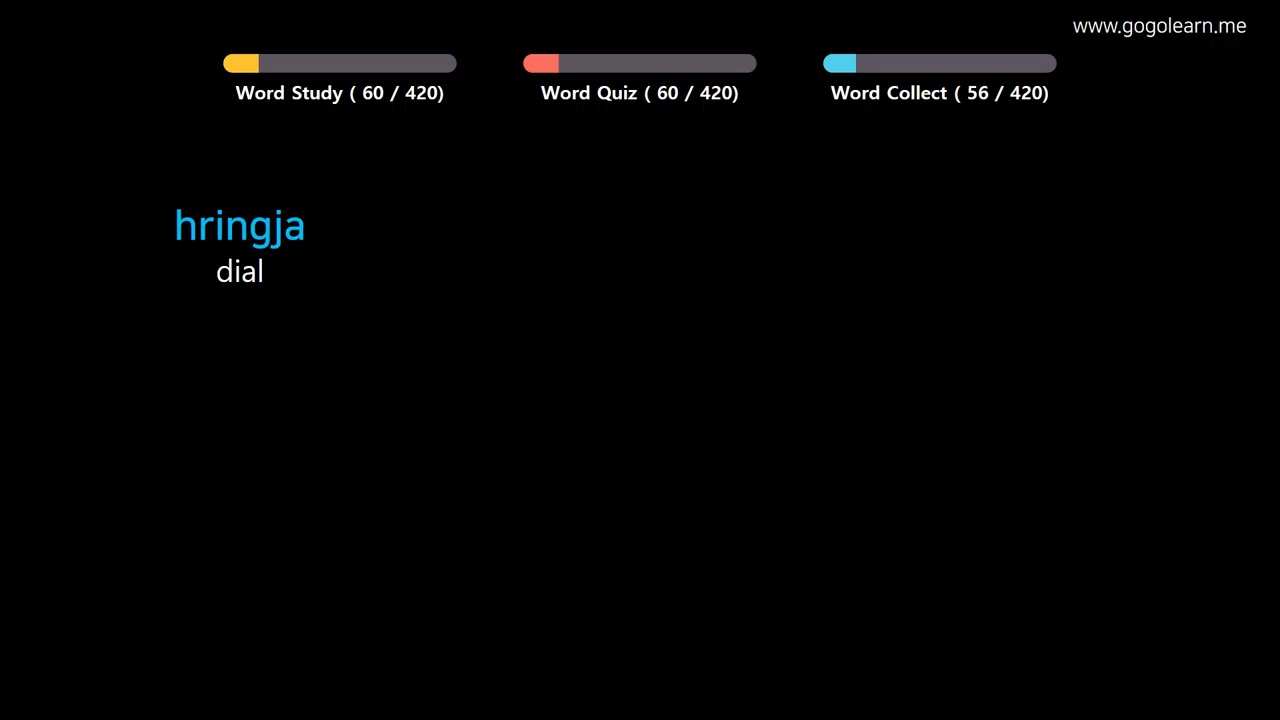 www.gogolearn.me
Word Study ( 60 / 420)
Word Quiz ( 60 / 420)
Word Collect ( 56 / 420)
hringja
dial